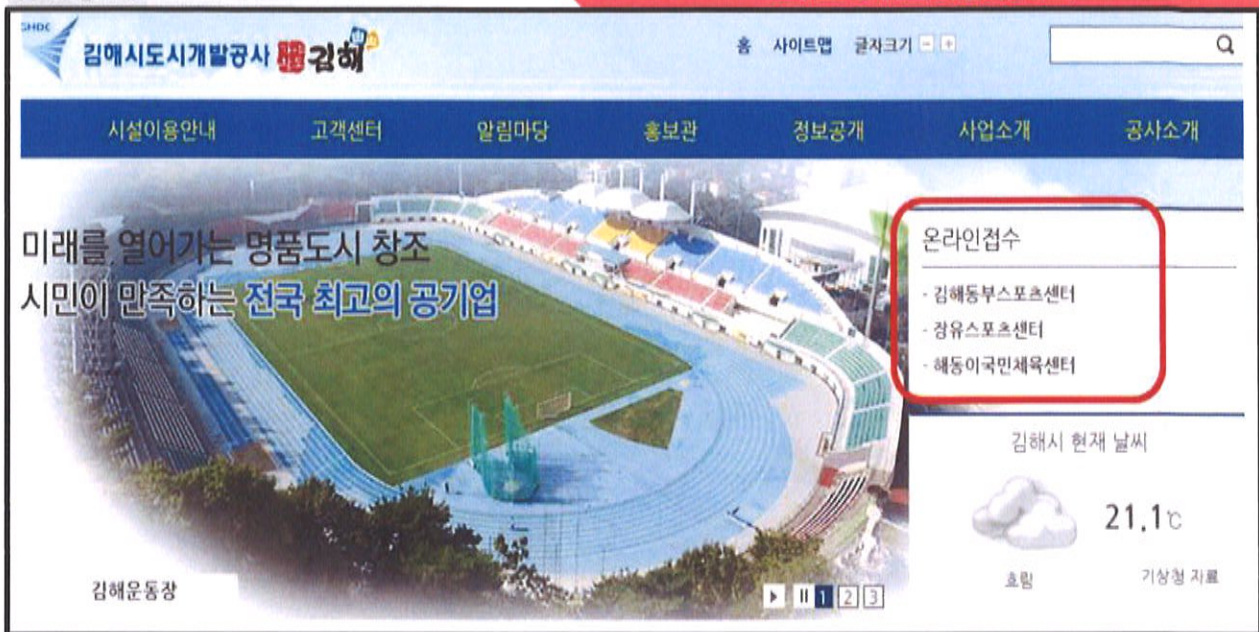 GHDC
김해시도시개발공사 김해
홈 사이트맵 글자크기 - +
시설이용안내 고객센터 알림마당 홍보관 정보공개 사업소개 공사소개
미래를 열어가는 명품도시 창조
시민이 만족하는 전국 최고의 공기업
온라인접수
- 김해동부스포츠센터
- 장유스포츠센터
- 해동이국민체육센터
김해시 현재 날씨
21.1℃
흐림 기상청 자료
김해운동장
1 2 3